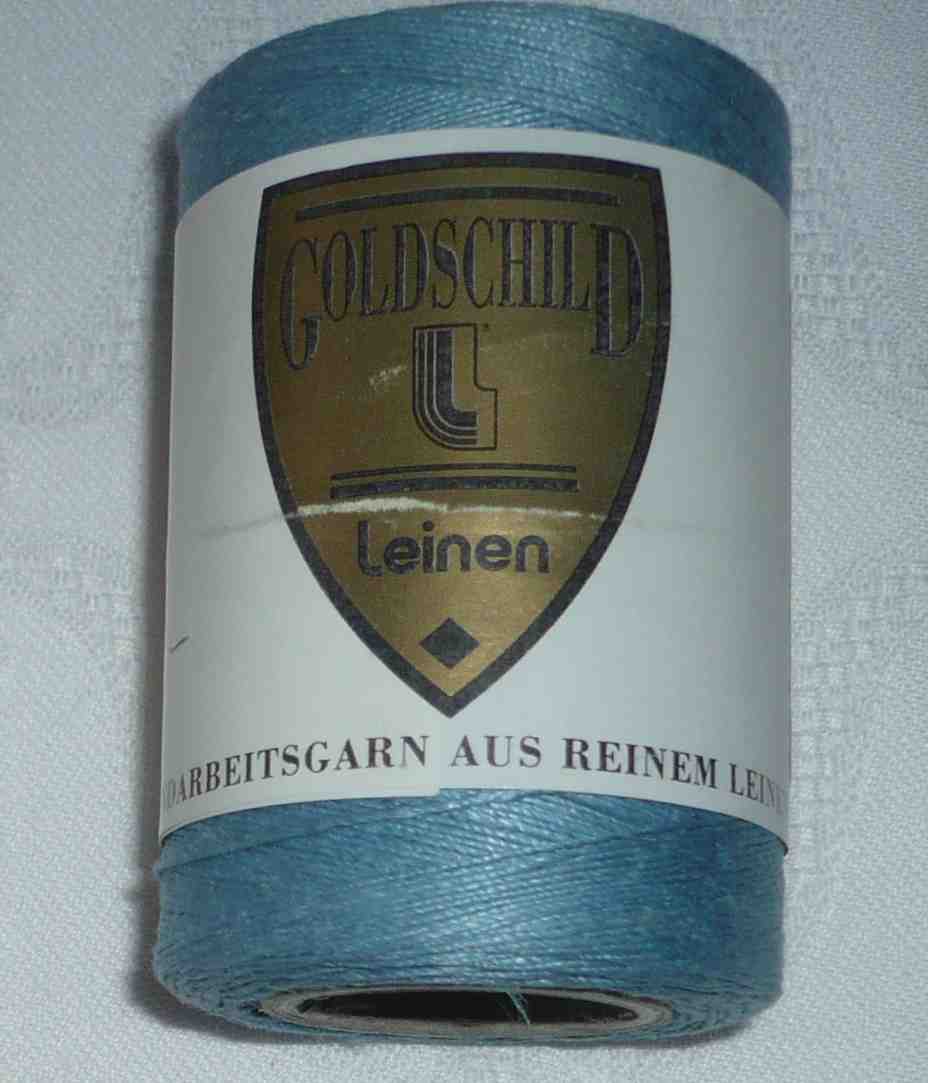 GOLDSCHILD
L
Leinen
DARBEITSGARN AUS REINEM LEIN